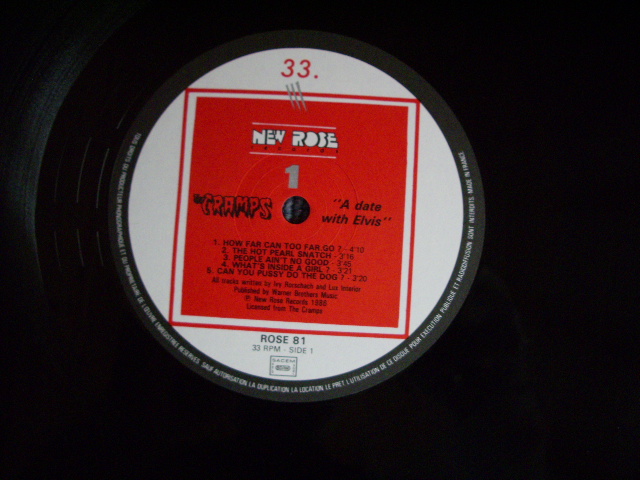 33.
NEW ROSE
RECORDS
1
THE CRAMPS
"A date
with Elvis"
1. HOW FAR CAN TOO FAR GO ? - 4'10
2. THE HOT PEARL SNATCH - 3'16
3. PEOPLE AIN'T NO GOOD - 3'45
4. WHAT'S INSIDE A GIRL ? - 3'21
5. CAN YOU PUSSY DO THE DOG ? - 3'20
All tracks written by Ivy Rorschach and Lux Interior
Published by Warner Brothers Music
℗ New Rose Records 1986
Licensed from The Cramps
ROSE 81
33 RPM - SIDE 1
SACEM
TOUS DROITS DU PRODUCTEUR PHONOGRAPHIQUE ET DU PROPRIETAIRE DE L'ŒUVRE ENREGISTREE RESERVES. SAUF AUTORISATION LA DUPLICATION LA LOCATION LE PRET L'UTILISATION DE CE DISQUE POUR EXECUTION PUBLIQUE ET RADIODIFFUSION SONT INTERDITS. MADE IN FRANCE